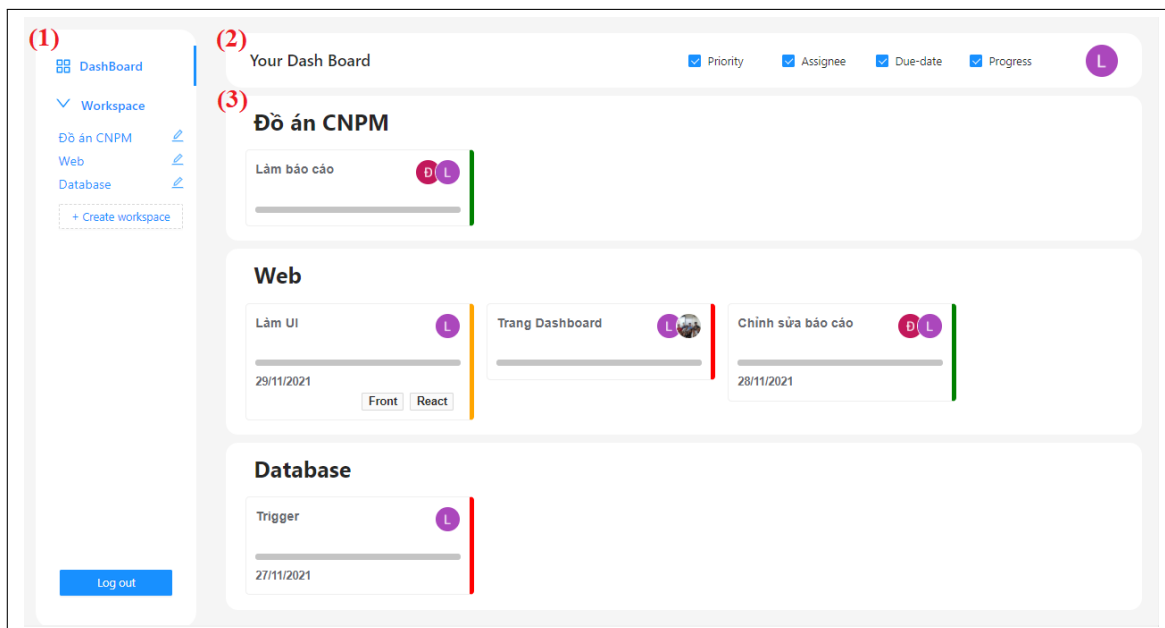 (1)
DashBoard
Workspace
Đồ án CNPM
Web
Database
+ Create workspace
Log out
(2)
Your Dash Board
Priority
Assignee
Due-date
Progress
L
(3)
Đồ án CNPM
Làm báo cáo
Đ L
Web
Làm UI
L
29/11/2021
Front React
Trang Dashboard
L
Chỉnh sửa báo cáo
Đ L
28/11/2021
Database
Trigger
L
27/11/2021